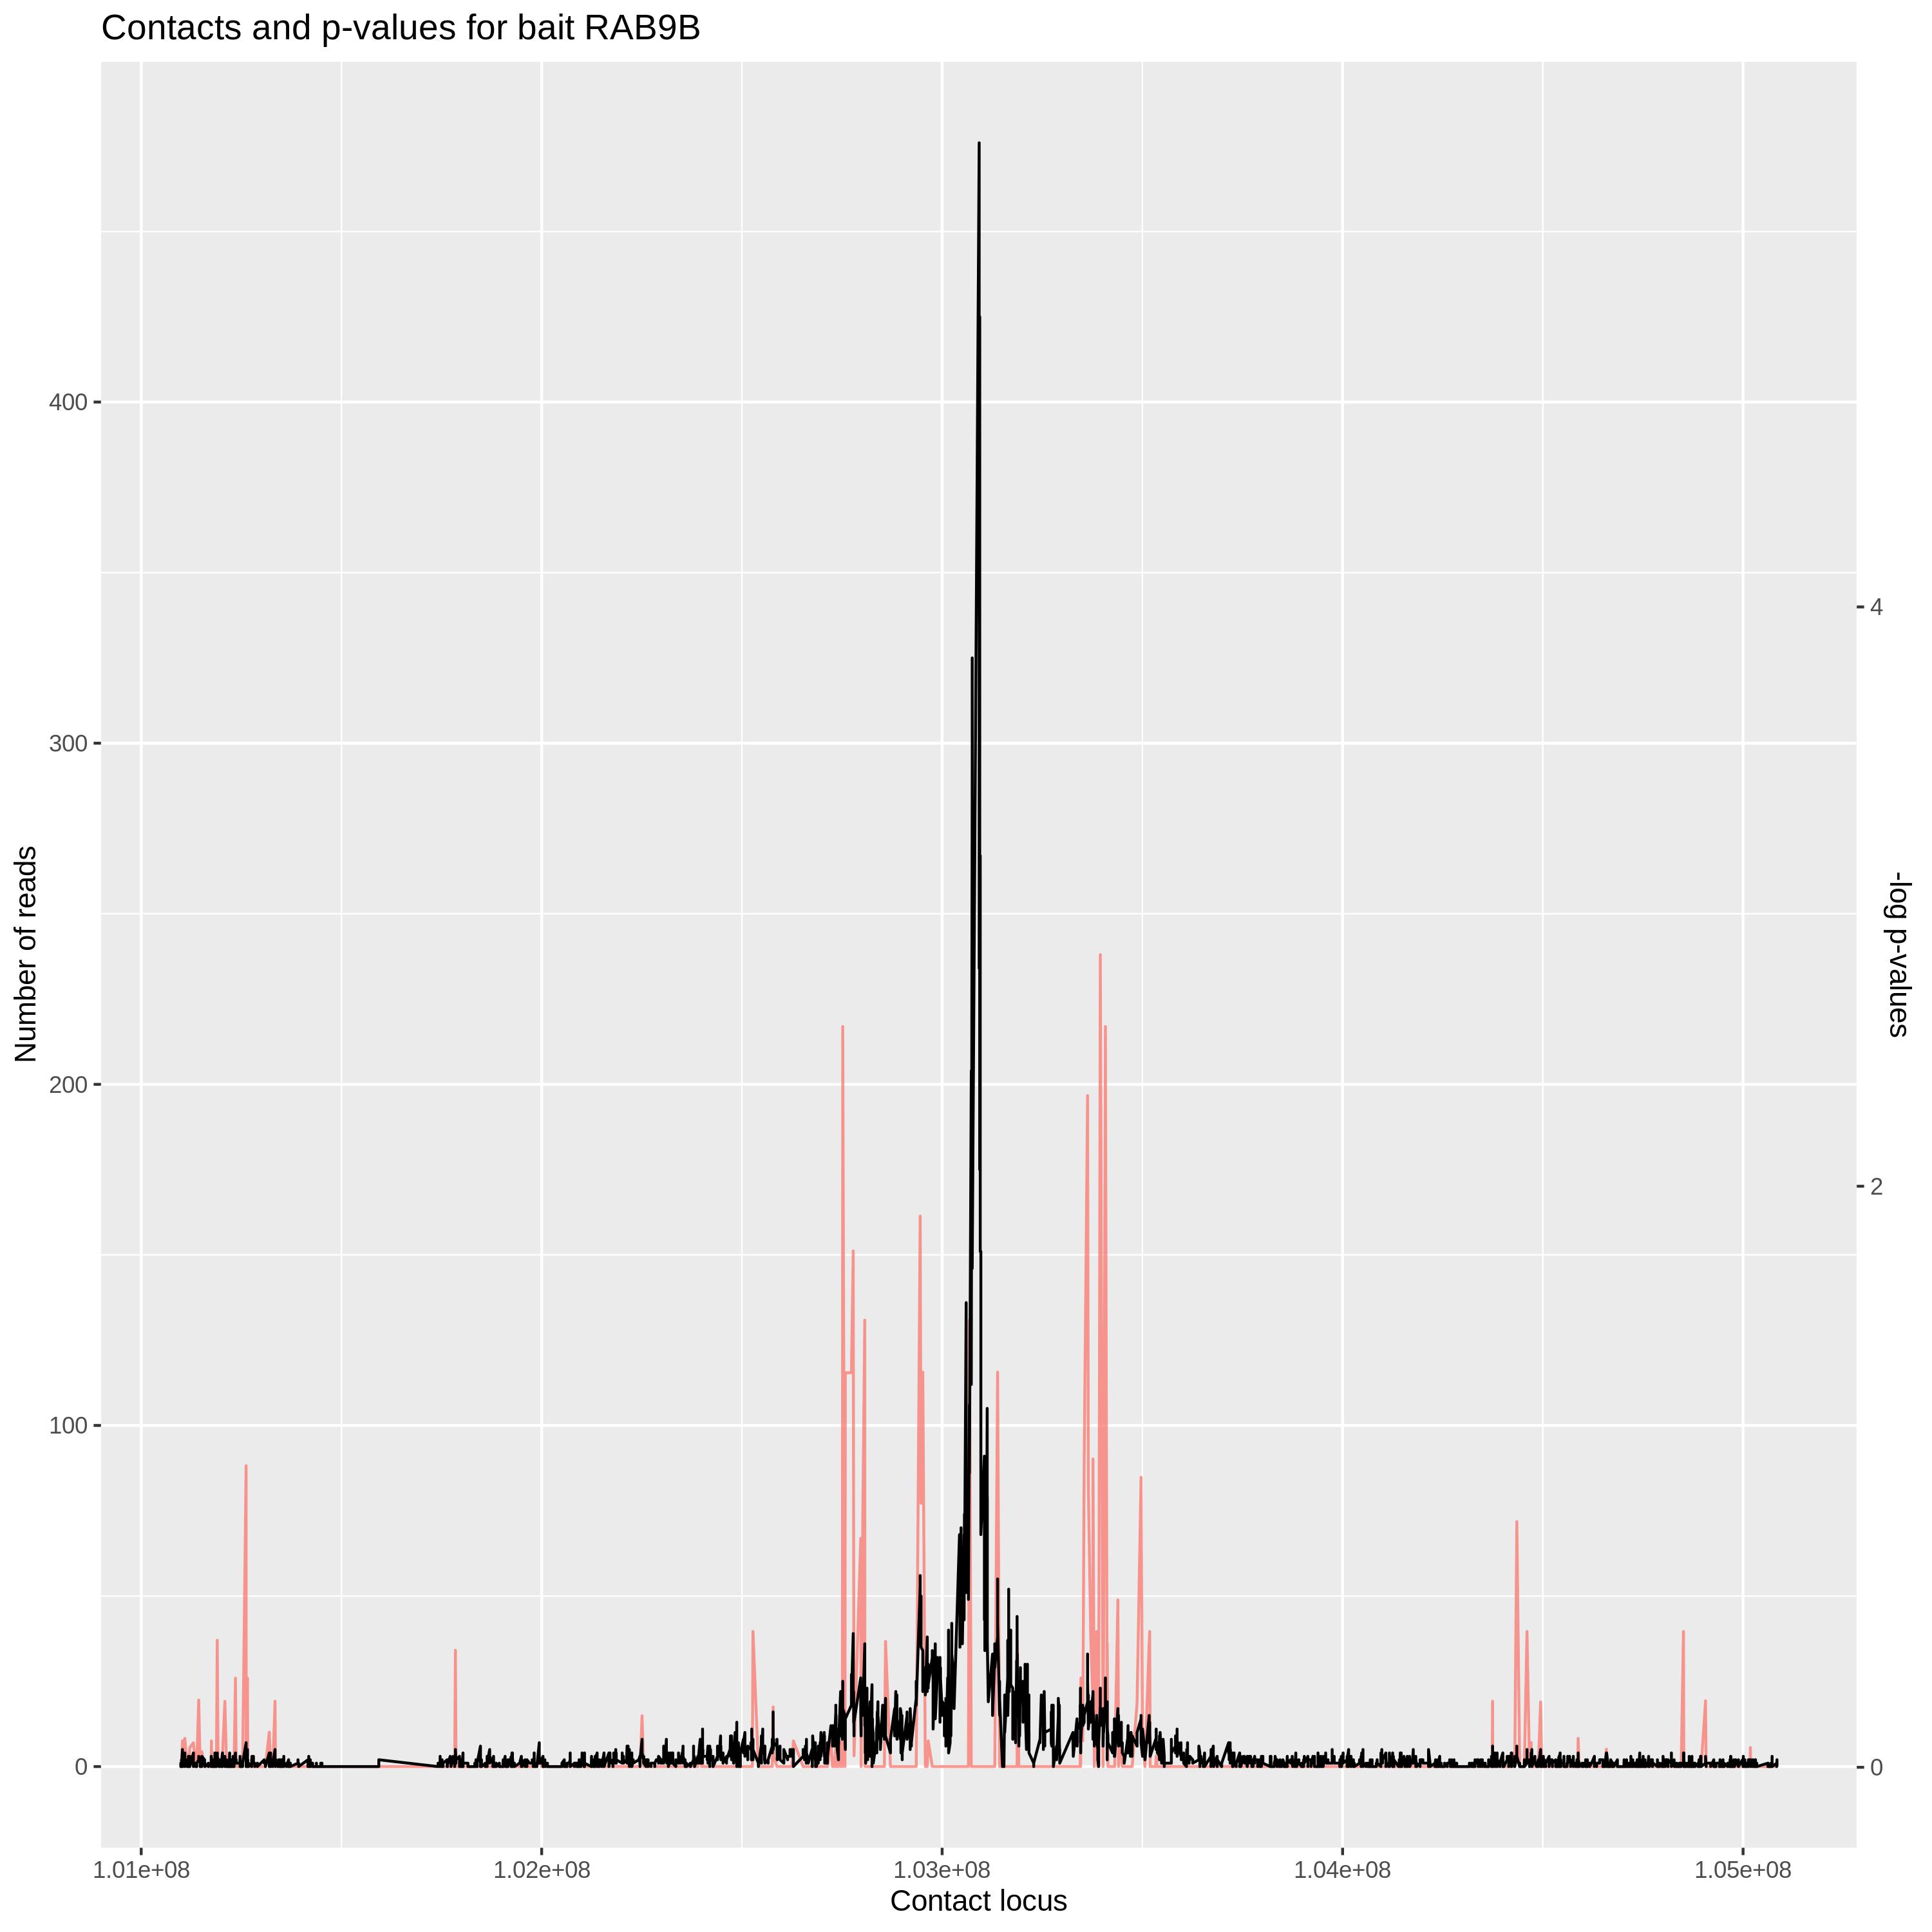 Contacts and p-values for bait RAB9B
Number of reads
400
300
200
100
0
4
2
0
-log p-values
1.01e+08
1.02e+08
1.03e+08
1.04e+08
1.05e+08
Contact locus